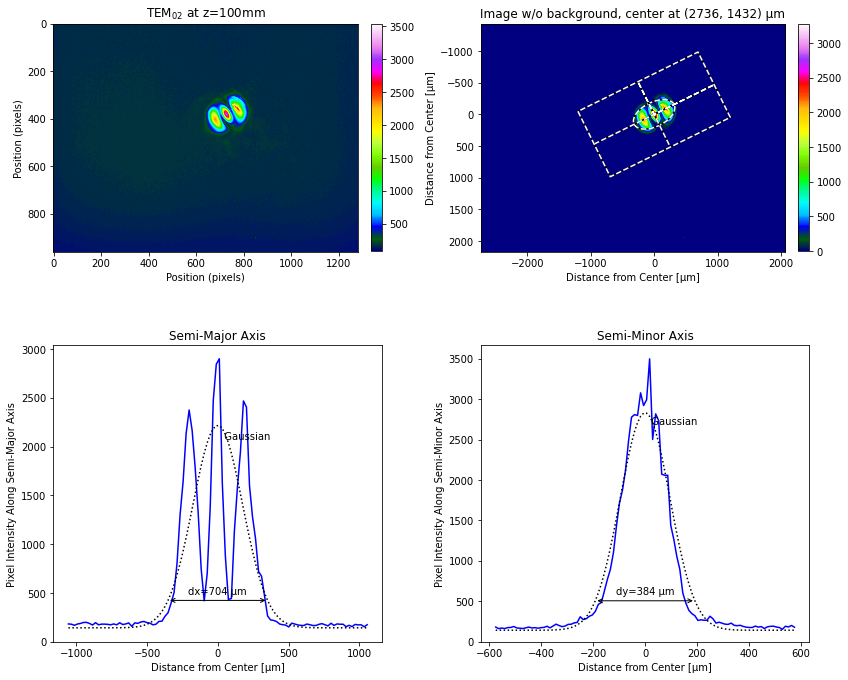 TEM02 at z=100mm
0
200
400
600
800
Position (pixels)
0 200 400 600 800 1000 1200
Position (pixels)
3500
3000
2500
2000
1500
1000
500
Image w/o background, center at (2736, 1432) µm
−1000
−500
0
500
1000
1500
2000
Distance from Center [µm]
−2000 −1000 0 1000 2000
Distance from Center [µm]
3000
2500
2000
1500
1000
500
0
Semi-Major Axis
3000
2500
2000
1500
1000
500
0
Pixel Intensity Along Semi-Major Axis
Gaussian
dx=704 µm
−1000 −500 0 500 1000
Distance from Center [µm]
Semi-Minor Axis
3500
3000
2500
2000
1500
1000
500
0
Pixel Intensity Along Semi-Minor Axis
Gaussian
dy=384 µm
−600 −400 −200 0 200 400 600
Distance from Center [µm]